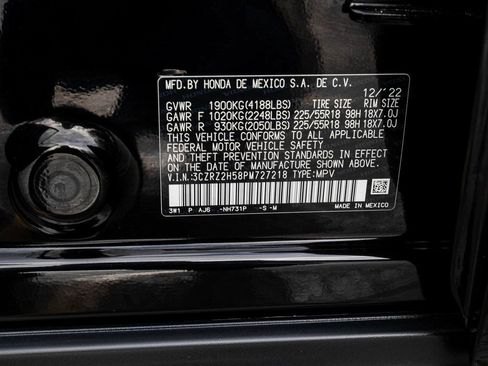 MFD.BY HONDA DE MEXICO S.A. DE C.V. 12/'22
GVWR 1900KG(4188LBS) TIRE SIZE RIM SIZE
GAWR F 1020KG(2248LBS) 225/55R18 98H 18X7.0J
GAWR R 930KG(2050LBS) 225/55R18 98H 18X7.0J
THIS VEHICLE CONFORMS TO ALL APPLICABLE
FEDERAL MOTOR VEHICLE SAFETY
AND THEFT PREVENTION STANDARDS IN EFFECT
ON THE DATE OF MANUFACTURE SHOWN ABOVE.
V.I.N.:3CZRZ2H58PM727218 TYPE:MPV
3W1 P AJ6 -NH731P -S -M MADE IN MEXICO